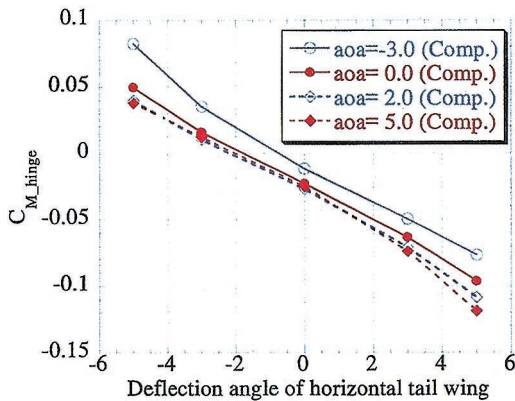 0.1
0.05
0
-0.05
-0.1
-0.15
C_M_hinge
aoa=-3.0 (Comp.)
aoa= 0.0 (Comp.)
aoa= 2.0 (Comp.)
aoa= 5.0 (Comp.)
-6 -4 -2 0 2 4 6
Deflection angle of horizontal tail wing